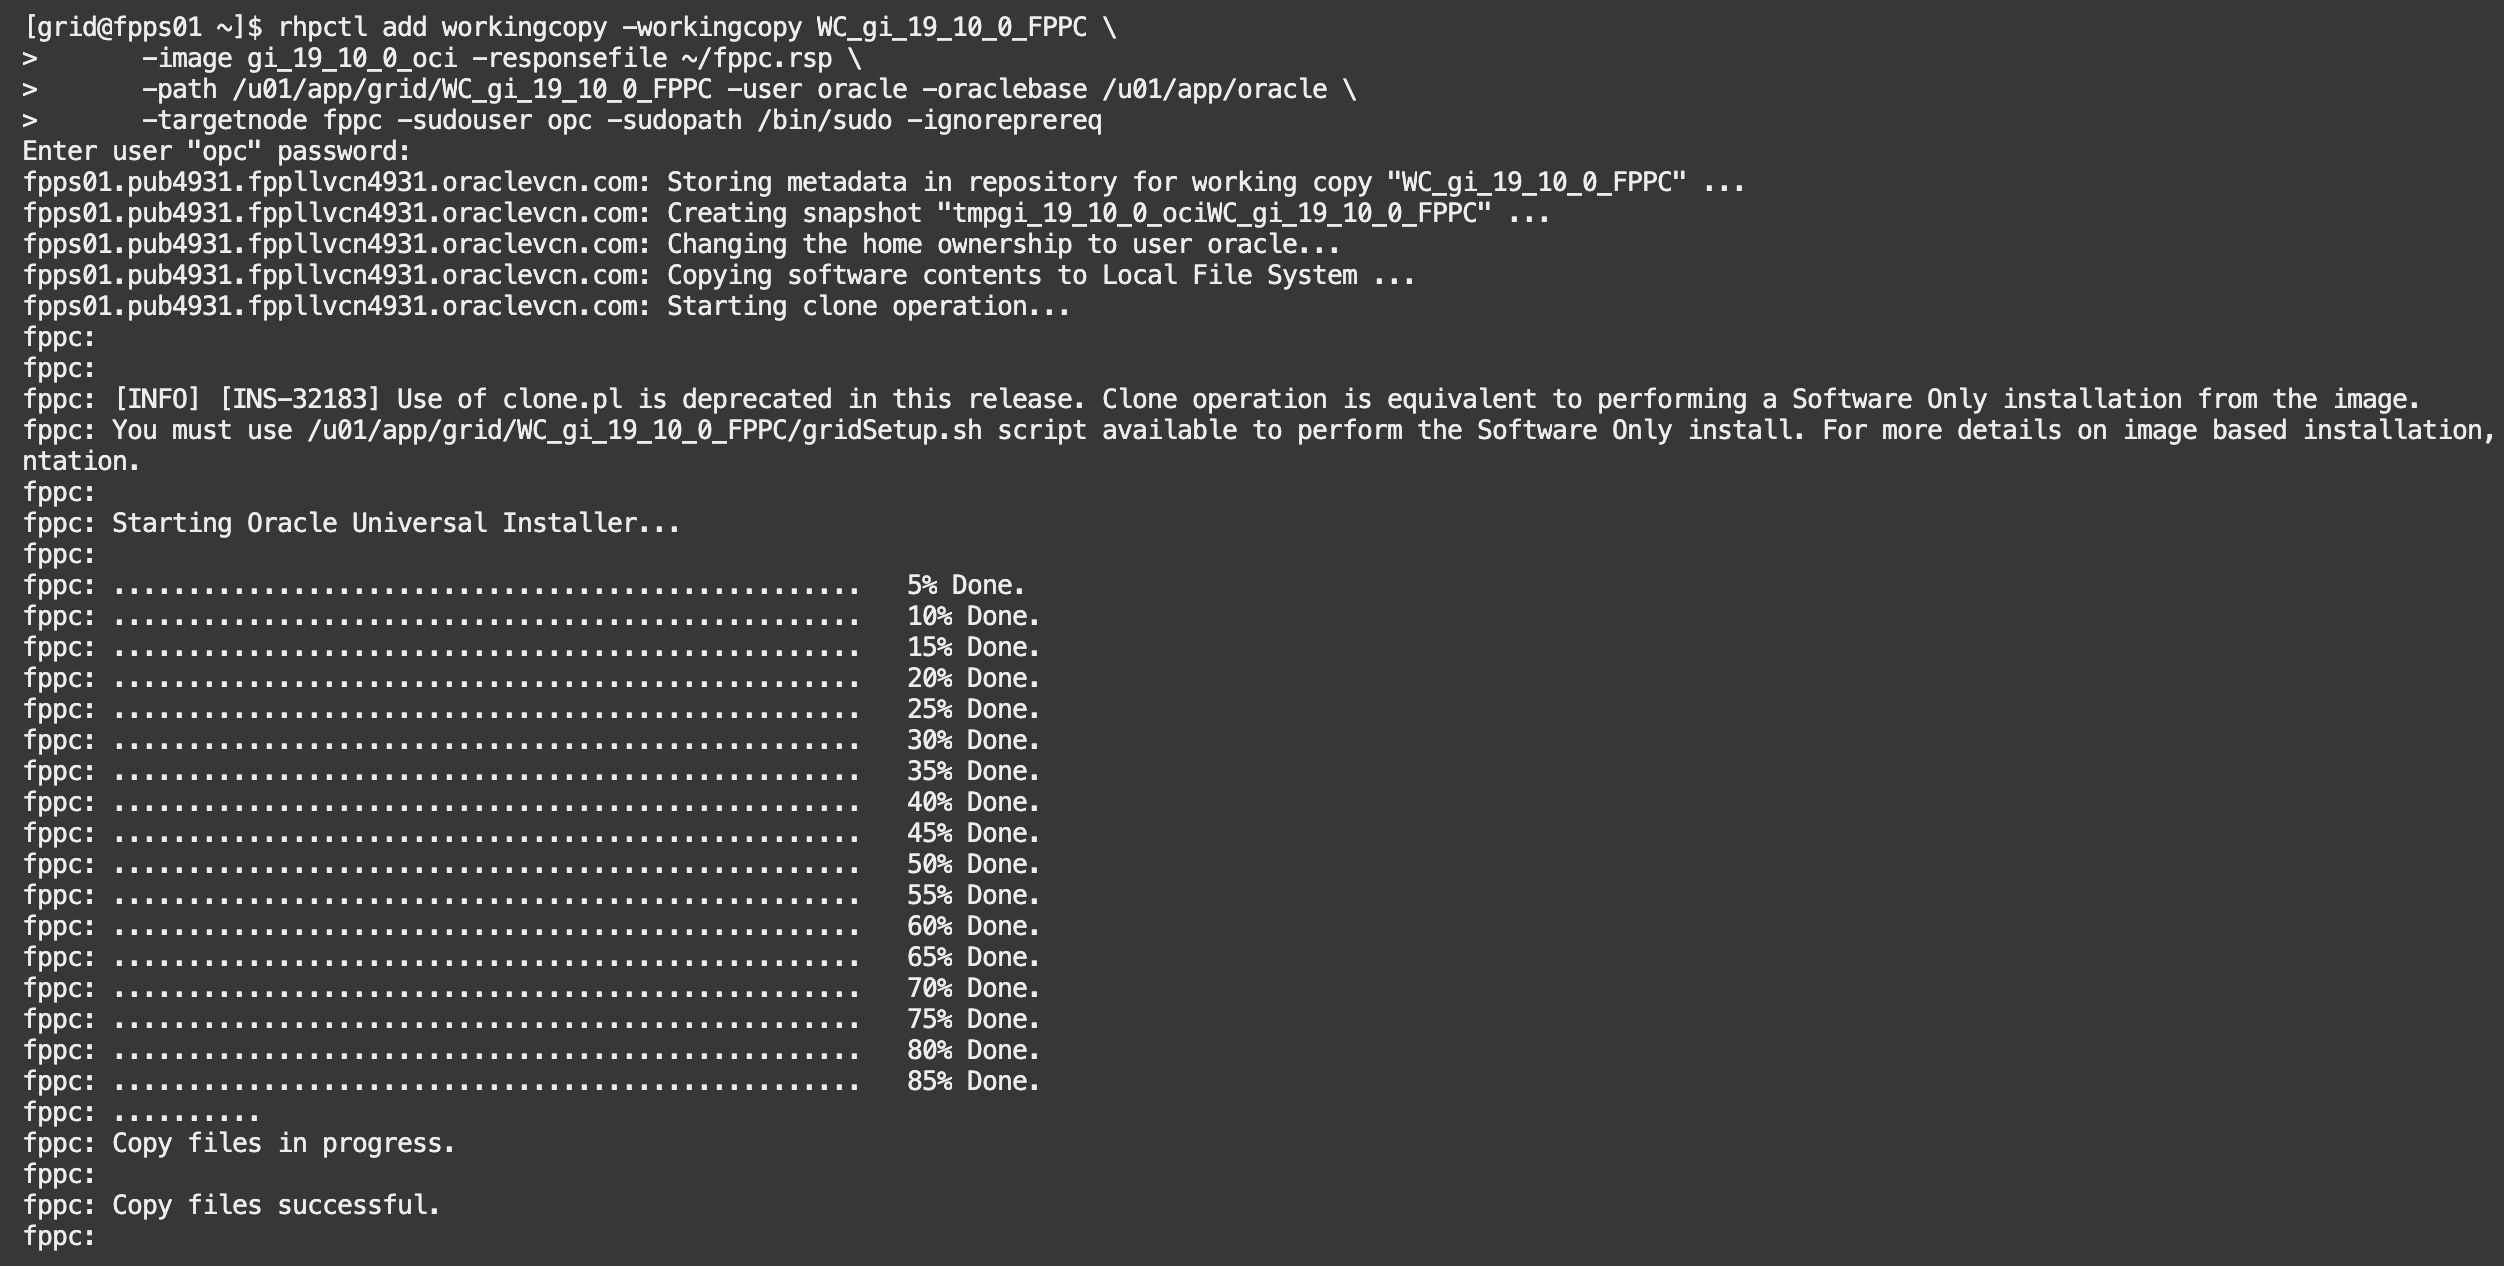 [grid@fpps01 ~]$ rhpctl add workingcopy -workingcopy WC_gi_19_10_0_FPPC \
>       -image gi_19_10_0_oci -responsefile ~/fppc.rsp \
>       -path /u01/app/grid/WC_gi_19_10_0_FPPC -user oracle -oraclebase /u01/app/oracle \
>       -targetnode fppc -sudouser opc -sudopath /bin/sudo -ignoreprereq
Enter user "opc" password:
fpps01.pub4931.fppllvcn4931.oraclevcn.com: Storing metadata in repository for working copy "WC_gi_19_10_0_FPPC" ...
fpps01.pub4931.fppllvcn4931.oraclevcn.com: Creating snapshot "tmpgi_19_10_0_ociWC_gi_19_10_0_FPPC" ...
fpps01.pub4931.fppllvcn4931.oraclevcn.com: Changing the home ownership to user oracle...
fpps01.pub4931.fppllvcn4931.oraclevcn.com: Copying software contents to Local File System ...
fpps01.pub4931.fppllvcn4931.oraclevcn.com: Starting clone operation...
fppc:
fppc:
fppc: [INFO] [INS-32183] Use of clone.pl is deprecated in this release. Clone operation is equivalent to performing a Software Only installation from the image.
fppc: You must use /u01/app/grid/WC_gi_19_10_0_FPPC/gridSetup.sh script available to perform the Software Only install. For more details on image based installation,
ntation.
fppc:
fppc: Starting Oracle Universal Installer...
fppc:
fppc: ..................................................   5% Done.
fppc: ..................................................   10% Done.
fppc: ..................................................   15% Done.
fppc: ..................................................   20% Done.
fppc: ..................................................   25% Done.
fppc: ..................................................   30% Done.
fppc: ..................................................   35% Done.
fppc: ..................................................   40% Done.
fppc: ..................................................   45% Done.
fppc: ..................................................   50% Done.
fppc: ..................................................   55% Done.
fppc: ..................................................   60% Done.
fppc: ..................................................   65% Done.
fppc: ..................................................   70% Done.
fppc: ..................................................   75% Done.
fppc: ..................................................   80% Done.
fppc: ..................................................   85% Done.
fppc: ..........
fppc: Copy files in progress.
fppc:
fppc: Copy files successful.
fppc: